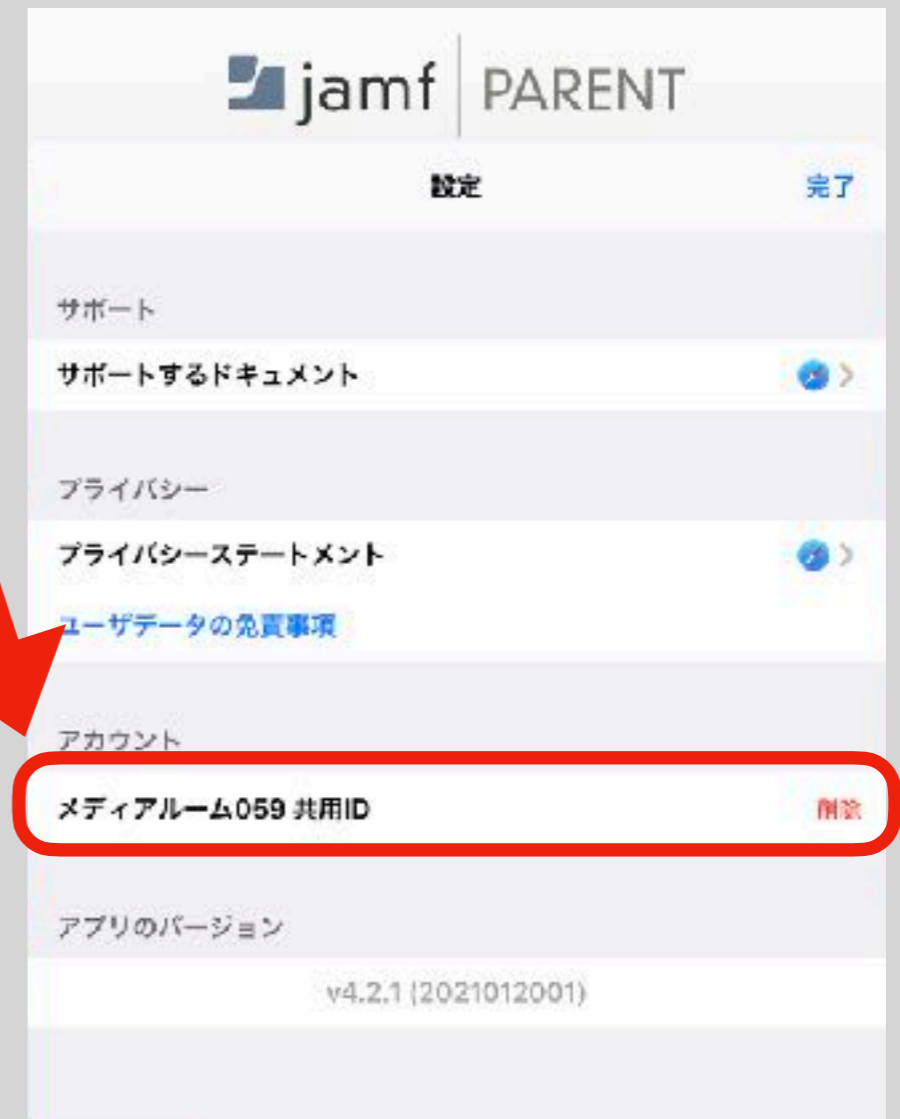 jamf PARENT
設定 完了
サポート
サポートするドキュメント
プライバシー
プライバシーステートメント
ユーザデータの免責事項
アカウント
メディアルーム059 共用ID 削除
アプリのバージョン
v4.2.1 (2021012001)